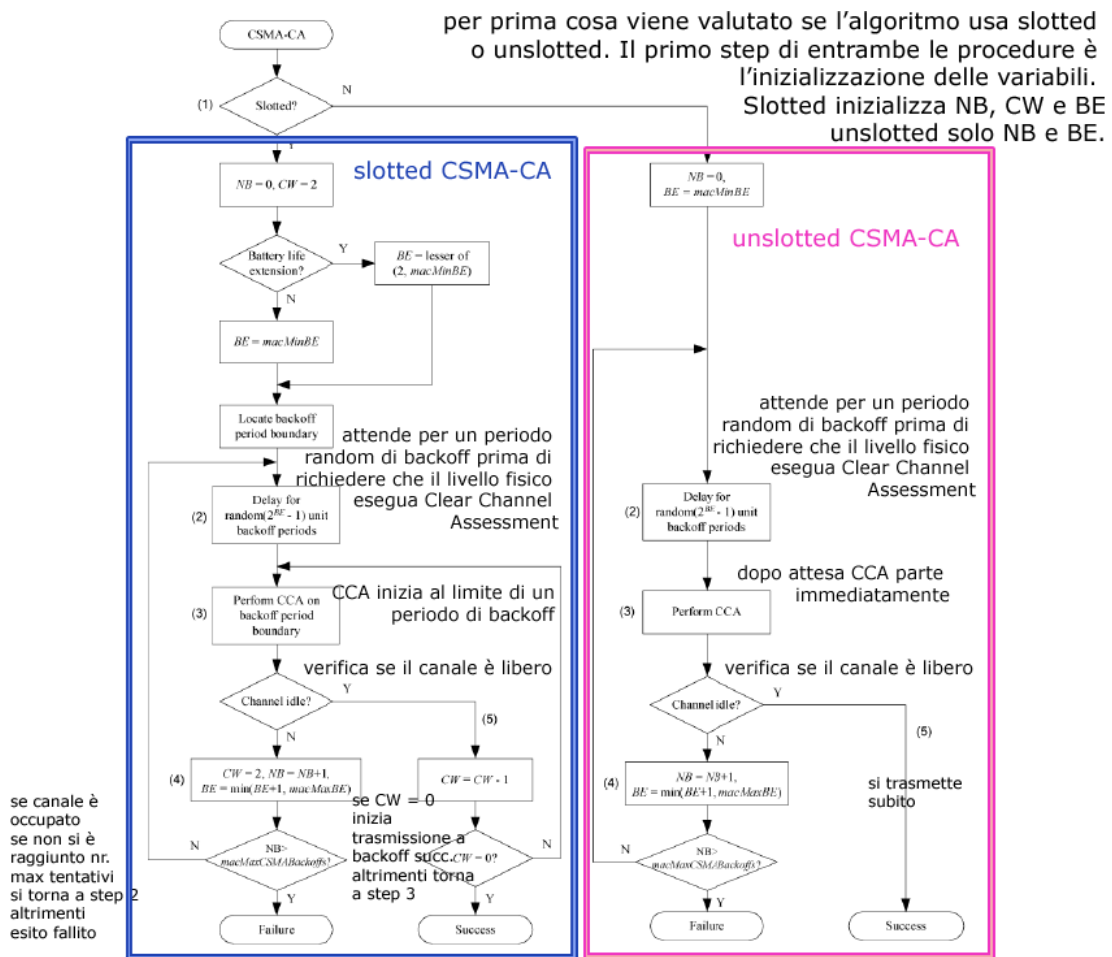 CSMA-CA
per prima cosa viene valutato se l'algoritmo usa slotted
o unslotted. Il primo step di entrambe le procedure è
l'inizializzazione delle variabili.
Slotted inizializza NB, CW e BE
unslotted solo NB e BE.
(1)
Slotted?
N
Y
slotted CSMA-CA
NB = 0, CW = 2
Battery life
extension?
Y
BE = lesser of
(2, macMinBE)
N
BE = macMinBE
Locate backoff
period boundary
attende per un periodo
random di backoff prima di
richiedere che il livello fisico
esegua Clear Channel
Assessment
(2)
Delay for
random(2^BE - 1) unit
backoff periods
(3)
Perform CCA on
backoff period
boundary
CCA inizia al limite di un
periodo di backoff
verifica se il canale è libero
Channel idle?
Y
(5)
N
(4)
CW = 2, NB = NB+1,
BE = min(BE+1, macMaxBE)
CW = CW - 1
se CW = 0
inizia
trasmissione a
backoff succ.
altrimenti torna
a step 3
se canale è
occupato
se non si è
raggiunto nr.
max tentativi
si torna a step 2
altrimenti
esito fallito
N
NB>
macMaxCSMABackoffs?
CW = 0?
N
Y
Y
Failure
Success
unslotted CSMA-CA
NB = 0,
BE = macMinBE
attende per un periodo
random di backoff prima di
richiedere che il livello fisico
esegua Clear Channel
Assessment
(2)
Delay for
random(2^BE - 1) unit
backoff periods
dopo attesa CCA parte
immediatamente
(3)
Perform CCA
verifica se il canale è libero
Channel idle?
Y
(5)
N
(4)
NB = NB+1,
BE = min(BE+1, macMaxBE)
si trasmette
subito
N
NB>
macMaxCSMABackoffs?
Y
Failure
Success